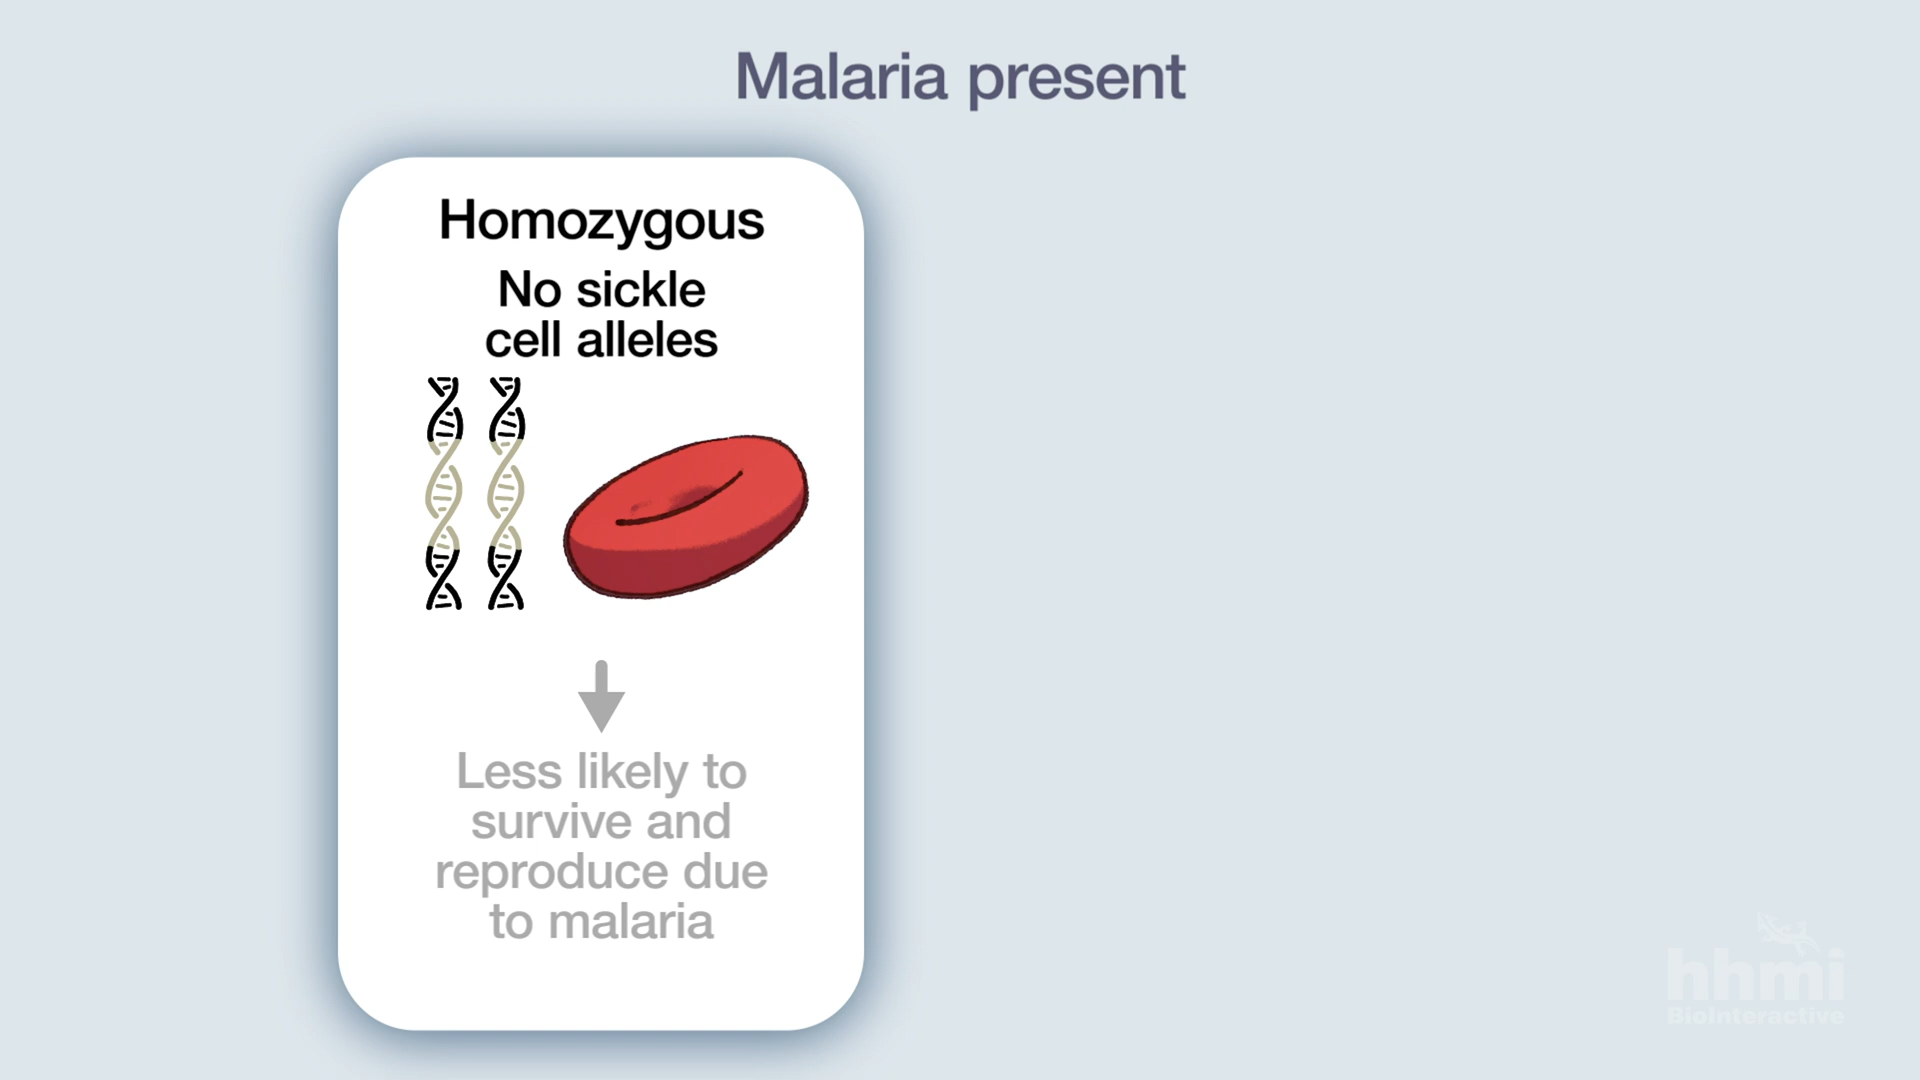 Malaria present
Homozygous
No sickle
cell alleles
Less likely to
survive and
reproduce due
to malaria
hhmi
BioInteractive